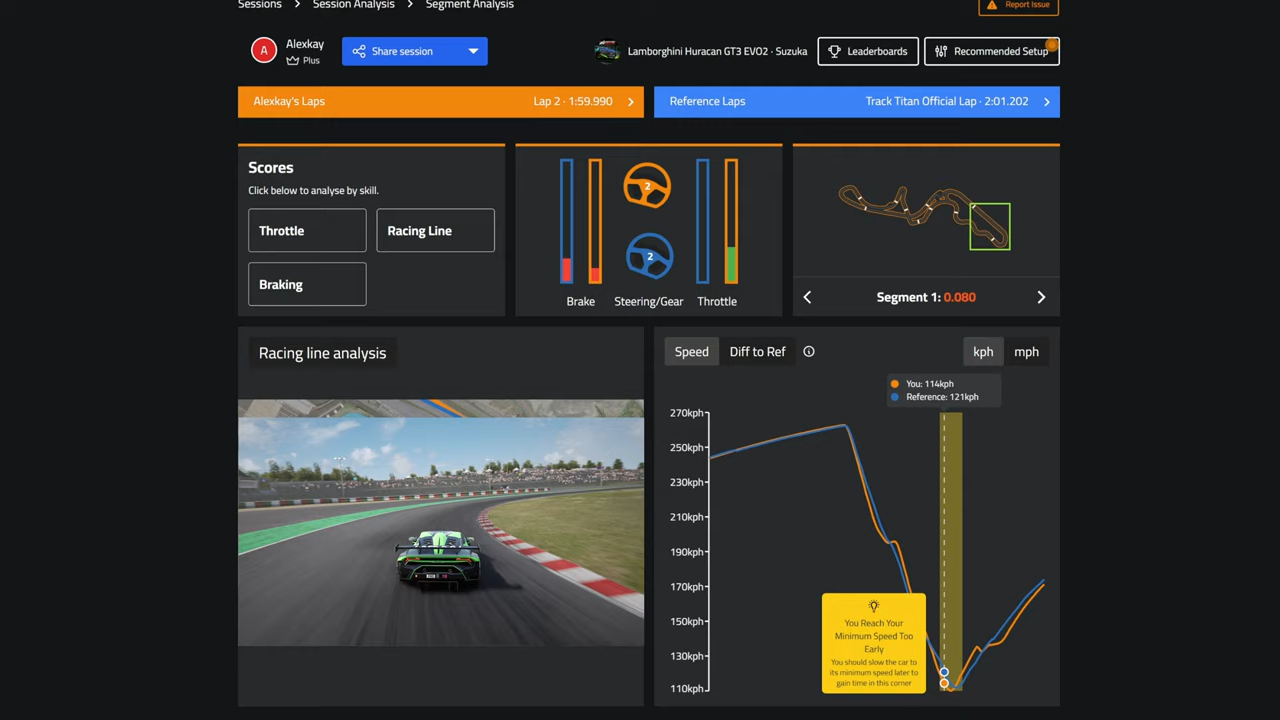 Sessions > Session Analysis > Segment Analysis
Report Issue
A
Alexkay
Plus
Share session
Lamborghini Huracan GT3 EVO2 · Suzuka
Leaderboards
Recommended Setup
Alexkay's Laps
Lap 2 · 1:59.990
Reference Laps
Track Titan Official Lap · 2:01.202
Scores
Click below to analyse by skill.
Throttle
Racing Line
Braking
2
2
Brake
Steering/Gear
Throttle
Segment 1: 0.080
Racing line analysis
Speed
Diff to Ref
kph
mph
You: 114kph
Reference: 121kph
270kph
250kph
230kph
210kph
190kph
170kph
150kph
130kph
110kph
You Reach Your
Minimum Speed Too
Early
You should slow the car to
its minimum speed later to
gain time in this corner